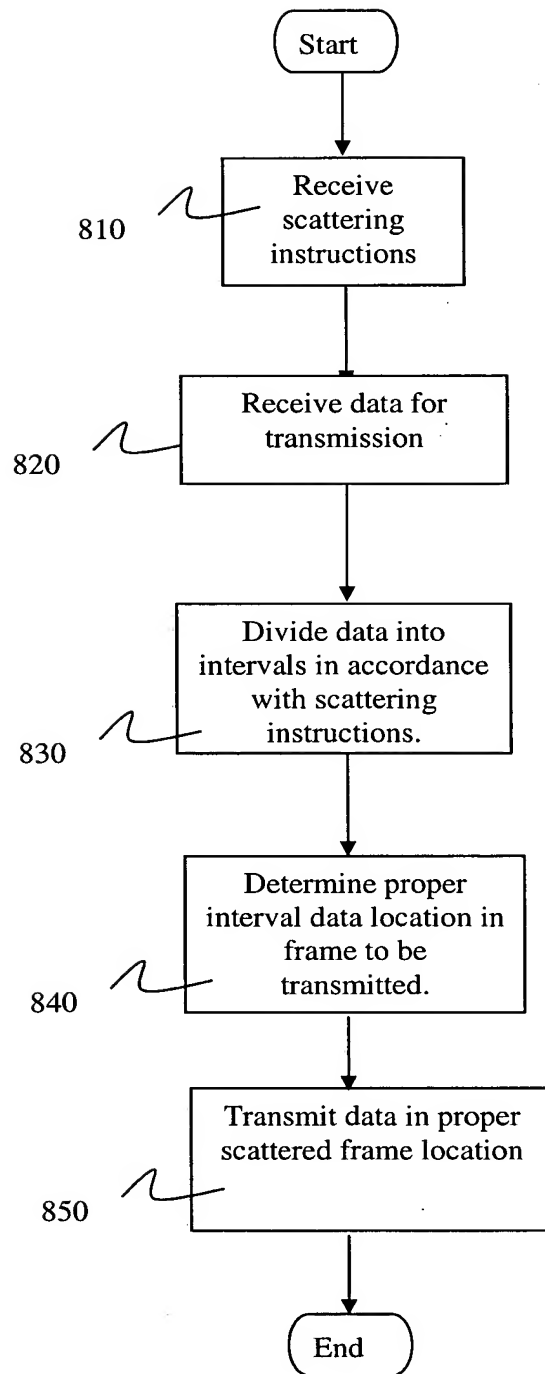 Start
Receive
scattering
instructions
810
Receive data for
transmission
820
Divide data into
intervals in accordance
with scattering
instructions.
830
Determine proper
interval data location in
frame to be
transmitted.
840
Transmit data in proper
scattered frame location
850
End